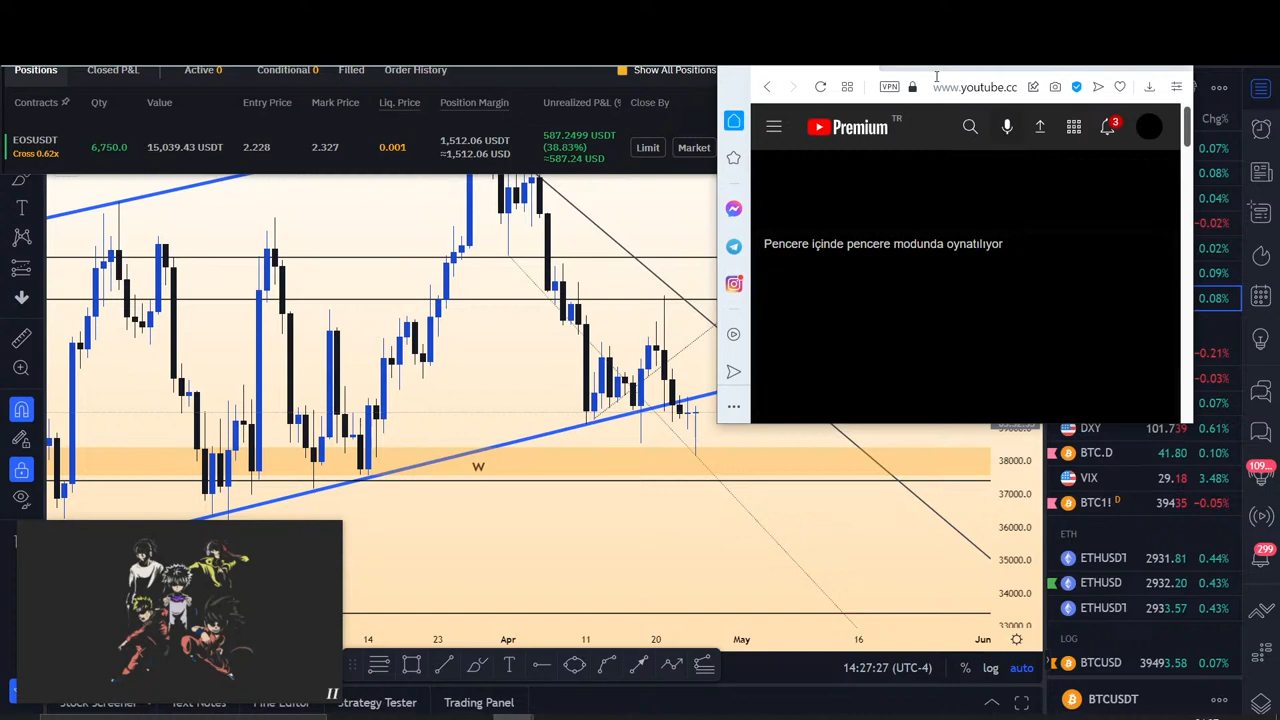 Positions Closed P&L Active 0 Conditional 0 Filled Order History Show All Positions
Contracts Qty Value Entry Price Mark Price Liq. Price Position Margin Unrealized P&L (% Close By
EOSUSDT
Cross 0.62x
6,750.0 15,039.43 USDT 2.228 2.327 0.001
1,512.06 USDT
≈1,512.06 USD
587.2499 USDT
(38.83%)
≈587.24 USD
Limit Market
VPN www.youtube.cc
Premium TR
3
Pencere içinde pencere modunda oynatılıyor
Chg%
0.07%
0.08%
0.04%
-0.02%
0.02%
0.09%
0.08%
-0.21%
-0.03%
0.07%
DXY 101.739 0.61%
BTC.D 41.80 0.10%
VIX 29.18 3.48%
BTC1! D 39435 -0.05%
ETH
ETHUSDT 2931.81 0.44%
ETHUSD 2932.20 0.43%
ETHUSDT 2933.57 0.43%
LOG
BTCUSD 39493.58 0.07%
BTCUSDT
109...
299
W
38000.0
37000.0
36000.0
35000.0
34000.0
33000.0
14 23 Apr 11 20 May 16 Jun
14:27:27 (UTC-4) % log auto
II
Stock Screener Text Notes Pine Editor Strategy Tester Trading Panel